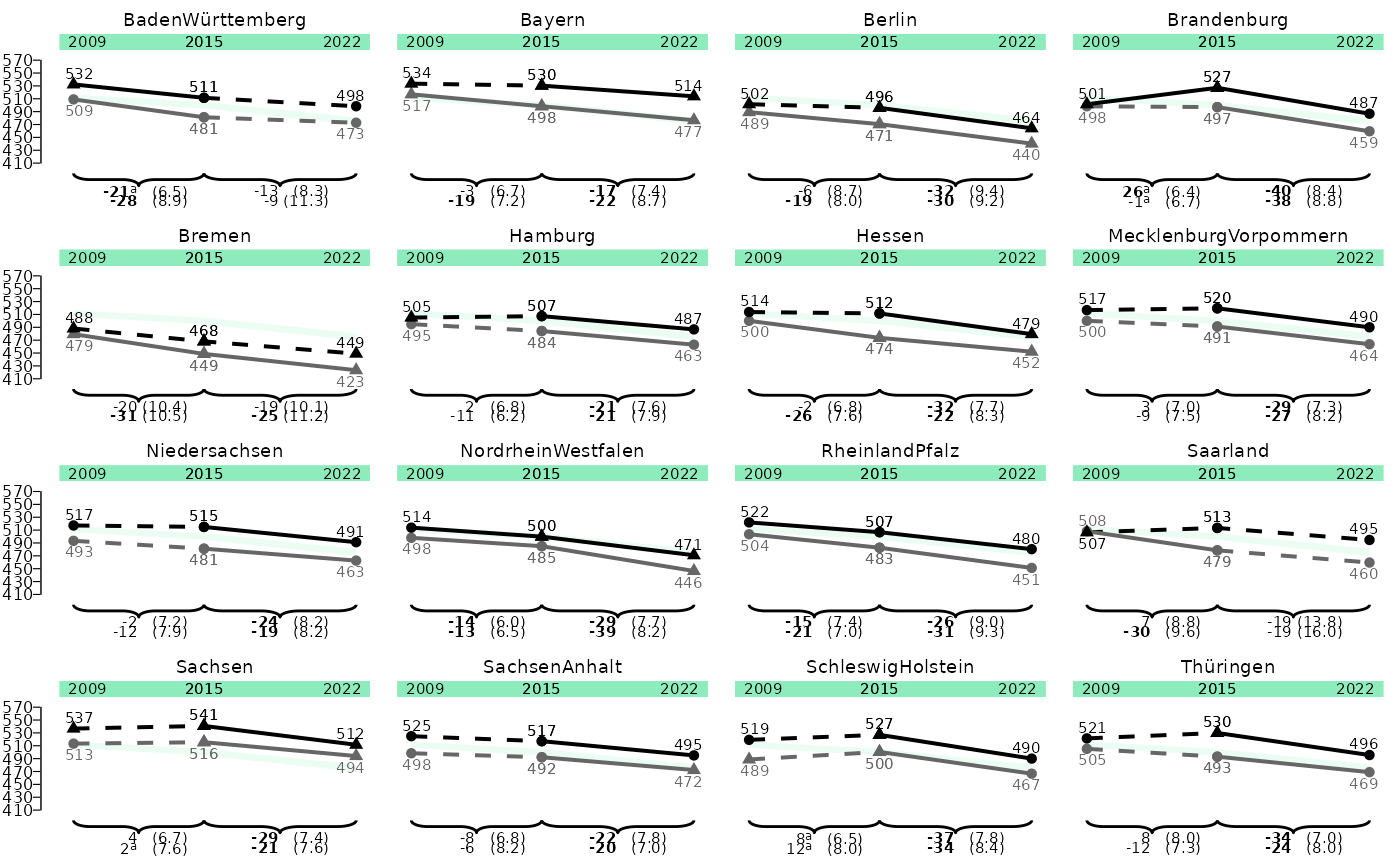 BadenWürttemberg Bayern Berlin Brandenburg
2009 2015 2022 2009 2015 2022 2009 2015 2022 2009 2015 2022
570 550 530 510 490 470 450 430 410
532 511 498 534 530 514 502 496 464 501 527 487
509 481 473 517 498 477 489 471 440 498 497 459
-21ª (6.5) -13 (8.3) -3 (6.7) -17 (7.4) -6 (8.7) -32 (9.4) 26ª (6.4) -40 (8.4)
-28 (8.9) -9 (11.3) -19 (7.2) -22 (8.7) -19 (8.0) -30 (9.2) -1ª (6.7) -38 (8.8)
Bremen Hamburg Hessen MecklenburgVorpommern
2009 2015 2022 2009 2015 2022 2009 2015 2022 2009 2015 2022
570 550 530 510 490 470 450 430 410
488 468 449 505 507 487 514 512 479 517 520 490
479 449 423 495 484 463 500 474 452 500 491 464
-20 (10.4) -19 (10.1) 2 (6.8) -21 (7.6) -2 (6.8) -32 (7.7) 3 (7.0) -29 (7.3)
-31 (10.5) -25 (11.2) -11 (6.2) -21 (7.9) -26 (7.6) -22 (8.3) -9 (7.5) -27 (8.2)
Niedersachsen NordrheinWestfalen RheinlandPfalz Saarland
2009 2015 2022 2009 2015 2022 2009 2015 2022 2009 2015 2022
570 550 530 510 490 470 450 430 410
517 515 491 514 500 471 522 507 480 508 513 495
493 481 463 498 485 446 504 483 451 507 479 460
-2 (7.2) -24 (8.2) -14 (6.0) -29 (7.7) -15 (7.4) -26 (9.0) 7 (8.8) -19 (13.8)
-12 (7.9) -19 (8.2) -13 (6.5) -39 (8.2) -21 (7.0) -31 (9.3) -30 (9.6) -19 (16.0)
Sachsen SachsenAnhalt SchleswigHolstein Thüringen
2009 2015 2022 2009 2015 2022 2009 2015 2022 2009 2015 2022
570 550 530 510 490 470 450 430 410
537 541 512 525 517 495 519 527 490 521 530 496
513 516 494 498 492 472 489 500 467 505 493 469
4 (6.7) -29 (7.4) -8 (6.8) -22 (7.8) 8ª (6.5) -37 (7.8) 8 (8.0) -34 (7.0)
2ª (7.6) -21 (7.6) -6 (8.2) -20 (7.0) 12ª (8.0) -34 (8.4) -12 (7.3) -24 (8.0)